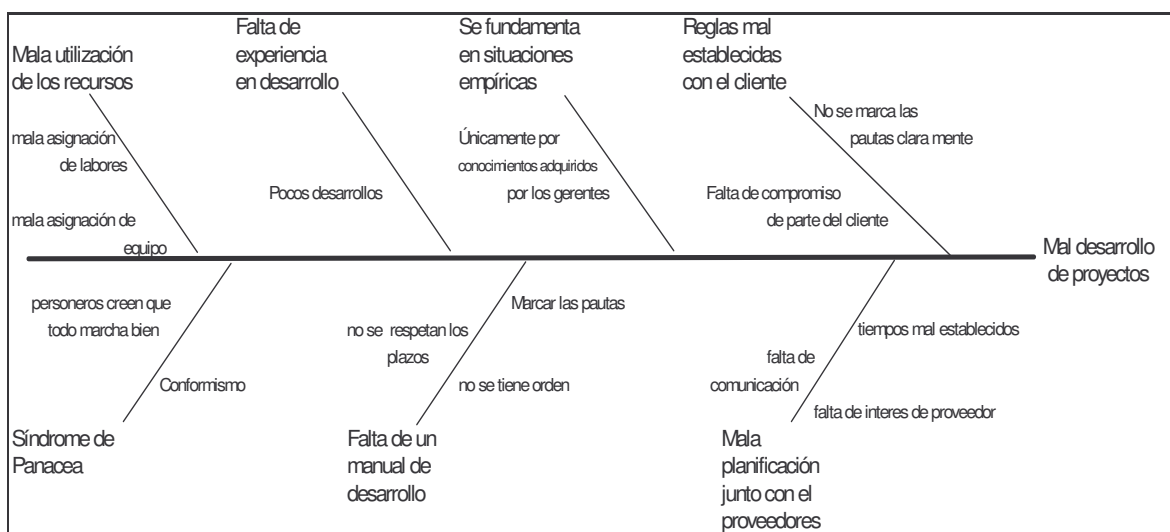 Mala utilización
de los recursos
Falta de
experiencia
en desarrollo
Se fundamenta
en situaciones
empíricas
Reglas mal
establecidas
con el cliente
mala asignación
de labores
mala asignación de
equipo
Pocos desarrollos
Únicamente por
conocimientos adquiridos
por los gerentes
No se marca las
pautas clara mente
Falta de compromiso
de parte del cliente
Mal desarrollo
de proyectos
personeros creen que
todo marcha bien
Conformismo
Síndrome de
Panacea
Marcar las pautas
no se respetan los
plazos
no se tiene orden
Falta de un
manual de
desarrollo
tiempos mal establecidos
falta de
comunicación
falta de interes de proveedor
Mala
planificación
junto con el
proveedores